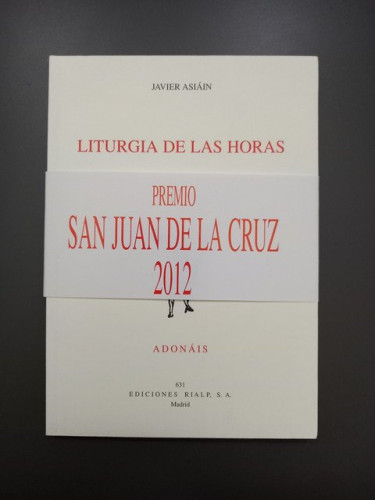 JAVIER ASIÁIN
LITURGIA DE LAS HORAS
PREMIO
SAN JUAN DE LA CRUZ
2012
ADONÁIS
631
EDICIONES RIALP, S. A.
Madrid